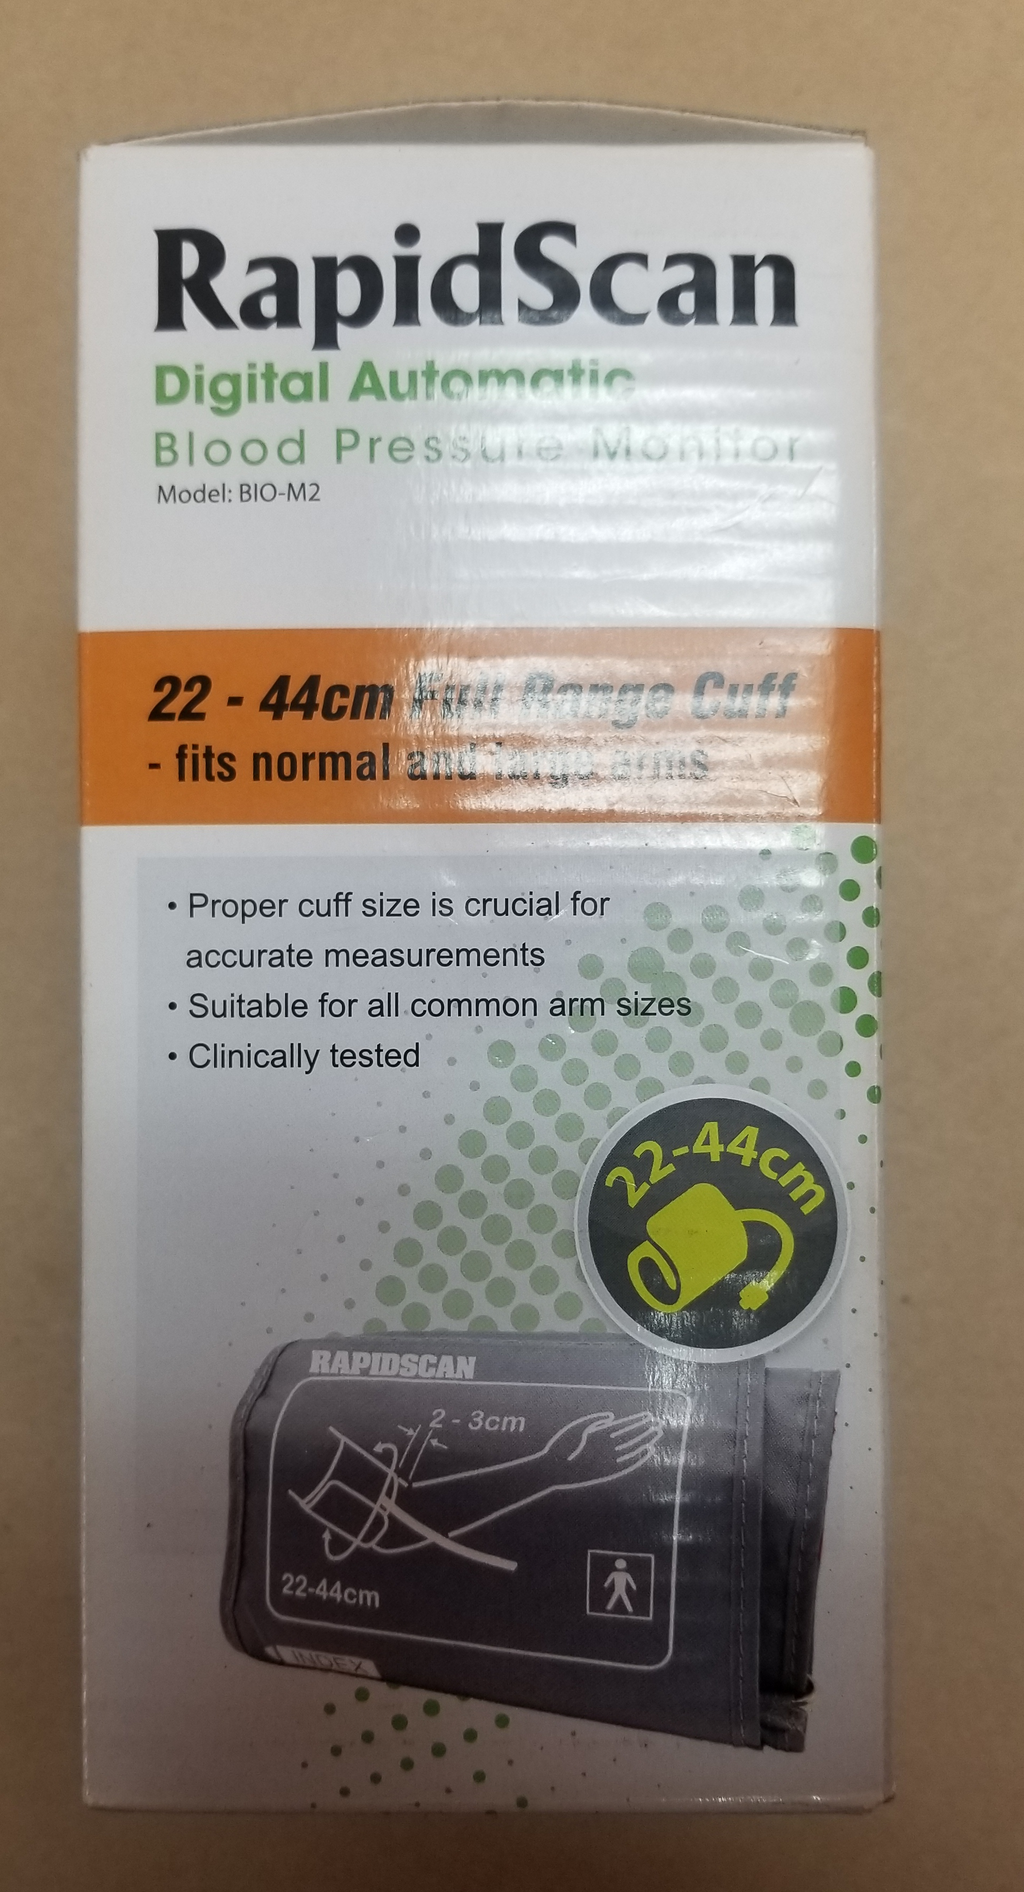 RapidScan
Digital Automatic
Blood Pressure Monitor
Model: BIO-M2
22 - 44cm Full Range Cuff
- fits normal and large arms
• Proper cuff size is crucial for
accurate measurements
• Suitable for all common arm sizes
• Clinically tested
22-44cm
RAPIDSCAN
2 - 3cm
22-44cm
INDEX